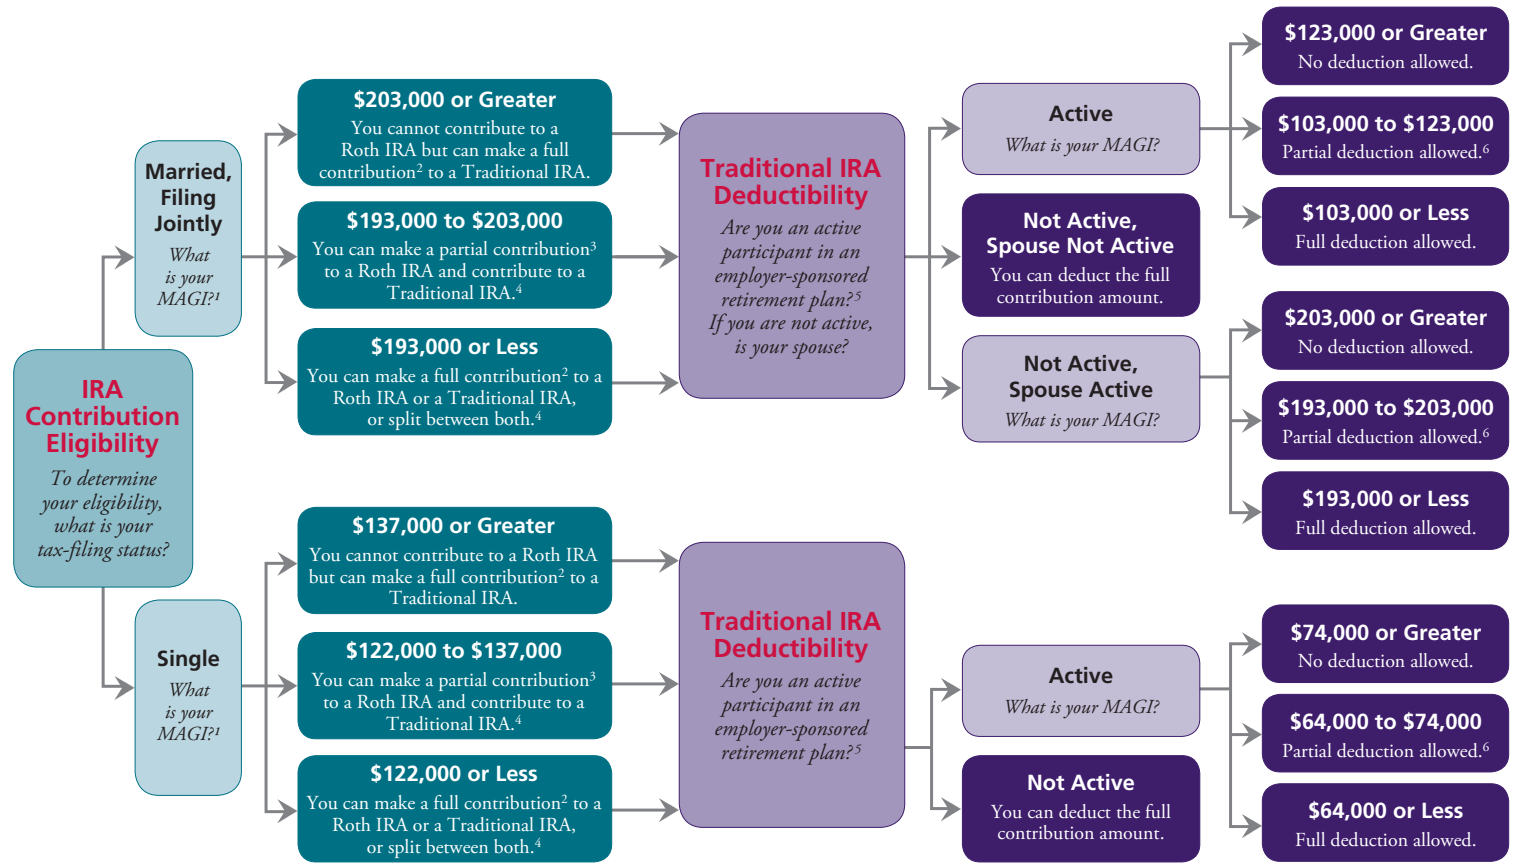 IRA
Contribution
Eligibility
To determine
your eligibility,
what is your
tax-filing status?
Married,
Filing
Jointly
What
is your
MAGI?¹
$203,000 or Greater
You cannot contribute to a
Roth IRA but can make a full
contribution² to a Traditional IRA.
$193,000 to $203,000
You can make a partial contribution³
to a Roth IRA and contribute to a
Traditional IRA.⁴
$193,000 or Less
You can make a full contribution² to a
Roth IRA or a Traditional IRA,
or split between both.⁴
Traditional IRA
Deductibility
Are you an active
participant in an
employer-sponsored
retirement plan?⁵
If you are not active,
is your spouse?
Active
What is your MAGI?
$123,000 or Greater
No deduction allowed.
$103,000 to $123,000
Partial deduction allowed.⁶
$103,000 or Less
Full deduction allowed.
Not Active,
Spouse Not Active
You can deduct the full
contribution amount.
Not Active,
Spouse Active
What is your MAGI?
$203,000 or Greater
No deduction allowed.
$193,000 to $203,000
Partial deduction allowed.⁶
$193,000 or Less
Full deduction allowed.
Single
What
is your
MAGI?¹
$137,000 or Greater
You cannot contribute to a Roth IRA
but can make a full contribution² to a
Traditional IRA.
$122,000 to $137,000
You can make a partial contribution³
to a Roth IRA and contribute to a
Traditional IRA.⁴
$122,000 or Less
You can make a full contribution² to a
Roth IRA or a Traditional IRA,
or split between both.⁴
Traditional IRA
Deductibility
Are you an active
participant in an
employer-sponsored
retirement plan?⁵
Active
What is your MAGI?
$74,000 or Greater
No deduction allowed.
$64,000 to $74,000
Partial deduction allowed.⁶
$64,000 or Less
Full deduction allowed.
Not Active
You can deduct the full
contribution amount.